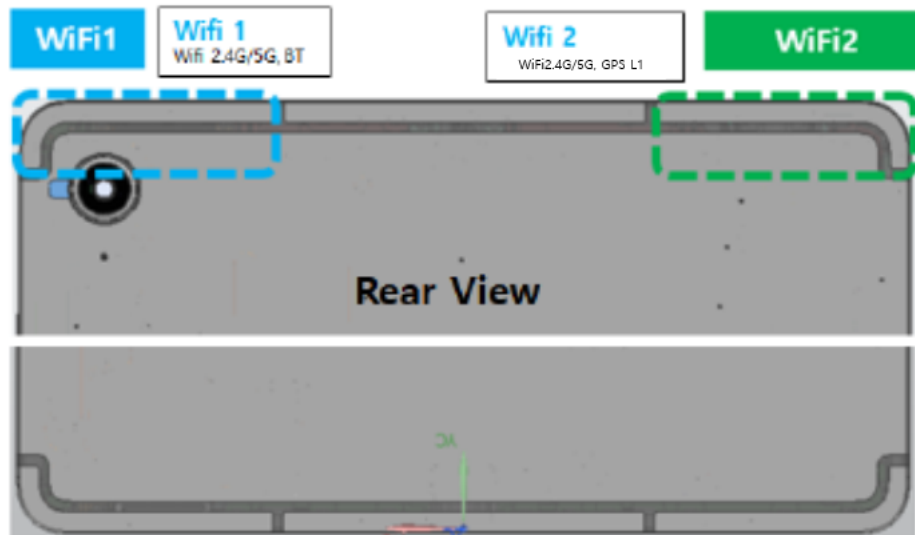 WiFi1
Wifi 1
Wifi 2.4G/5G, BT
Wifi 2
WiFi2.4G/5G, GPS L1
WiFi2
Rear View